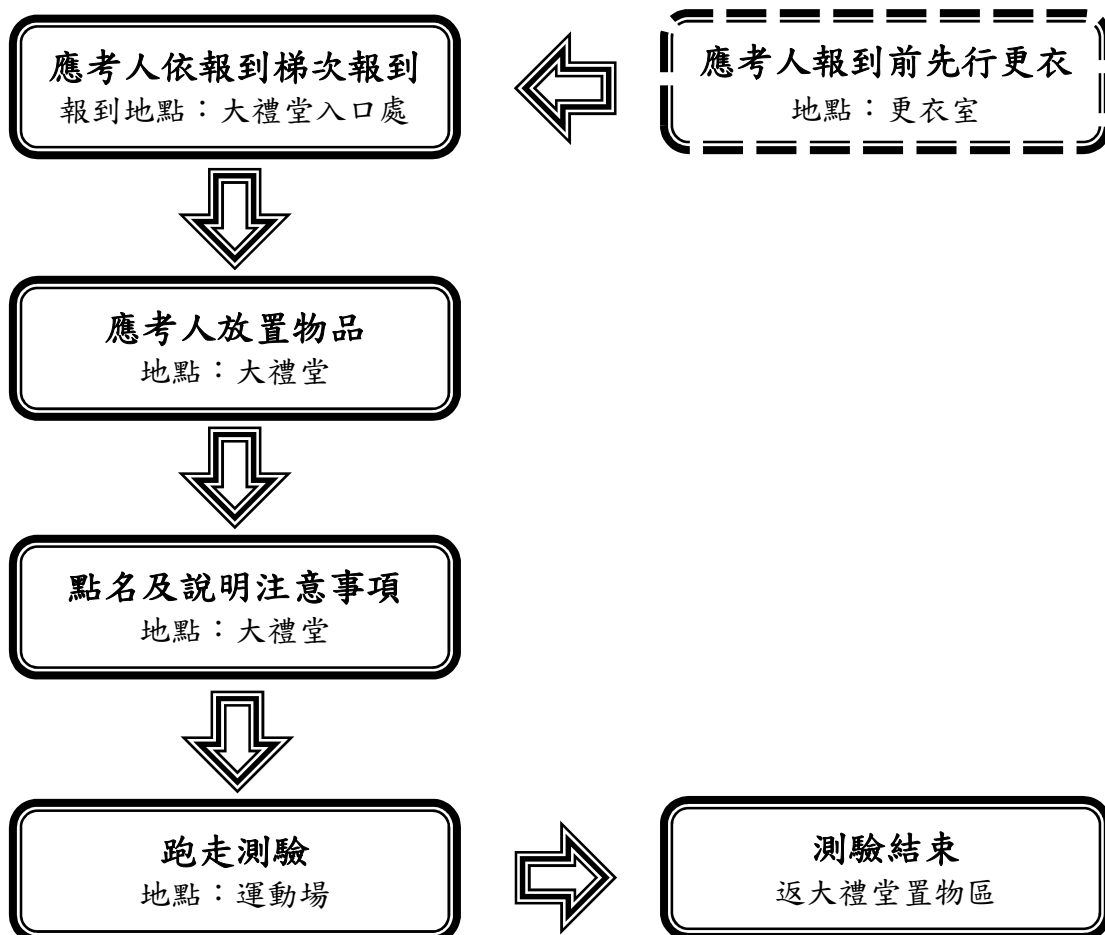 應考人依報到梯次報到
報到地點：大禮堂入口處
應考人報到前先行更衣
地點：更衣室
應考人放置物品
地點：大禮堂
點名及說明注意事項
地點：大禮堂
跑走測驗
地點：運動場
測驗結束
返大禮堂置物區